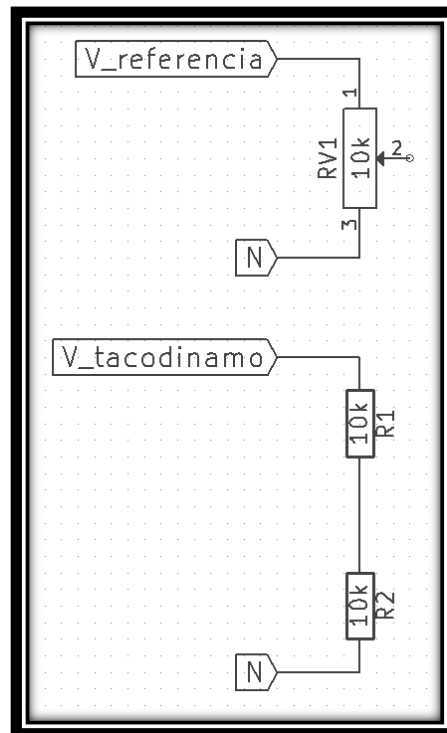 V_referencia
1
RV1
10k
2
3
N
V_tacodinamo
10k
R1
10k
R2
N